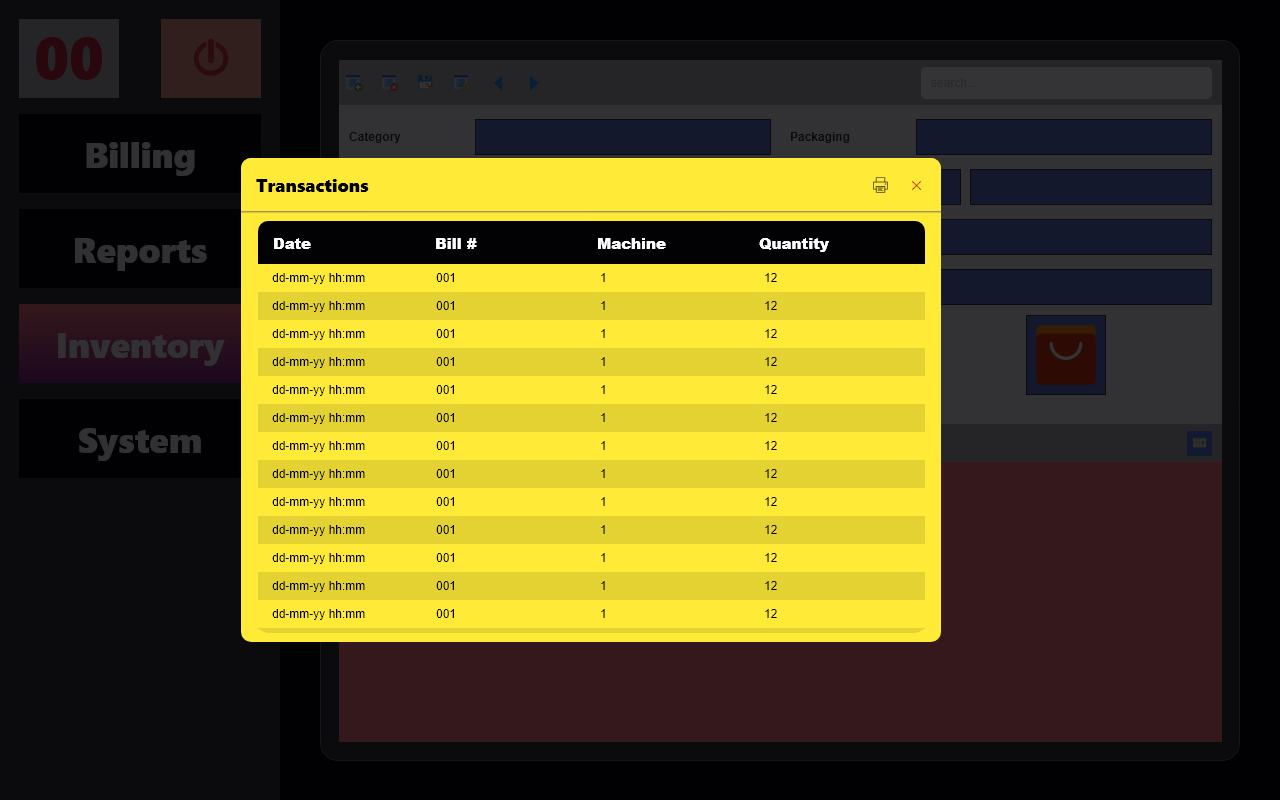 00
Billing
Reports
Inventory
System
search...
Category
Packaging
Transactions
Date Bill # Machine Quantity
dd-mm-yy hh:mm 001 1 12
dd-mm-yy hh:mm 001 1 12
dd-mm-yy hh:mm 001 1 12
dd-mm-yy hh:mm 001 1 12
dd-mm-yy hh:mm 001 1 12
dd-mm-yy hh:mm 001 1 12
dd-mm-yy hh:mm 001 1 12
dd-mm-yy hh:mm 001 1 12
dd-mm-yy hh:mm 001 1 12
dd-mm-yy hh:mm 001 1 12
dd-mm-yy hh:mm 001 1 12
dd-mm-yy hh:mm 001 1 12
dd-mm-yy hh:mm 001 1 12